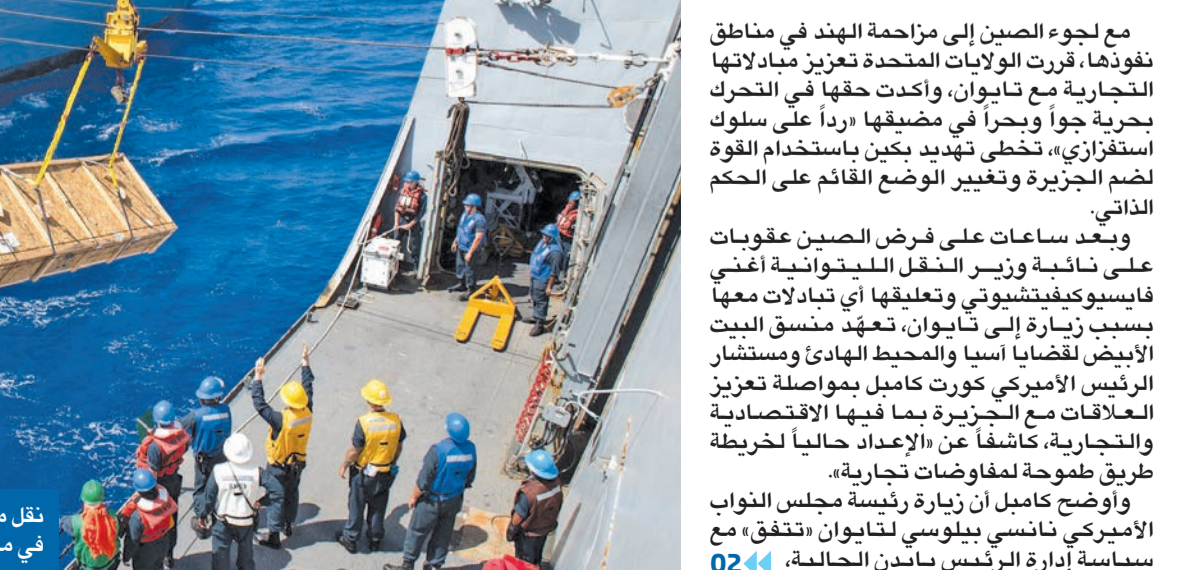 مع لجوء الصين إلى مزاحمة الهند في مناطق
نفوذها، قررت الولايات المتحدة تعزيز مبادلاتها
التجارية مع تايوان، وأكدت حقها في التحرك
بحرية جواً وبحراً في مضيقها «رداً على سلوك
استفزازي»، تخطى تهديد بكين باستخدام القوة
لضم الجزيرة وتغيير الوضع القائم على الحكم
الذاتي.
وبعد ساعات على فرض الصين عقوبات
على نائبة وزير النقل الليتوانية أغني
فايسيوكيفيتشيوتي وتعليقها أي تبادلات معها
بسبب زيارة إلى تايوان، تعهّد منسق البيت
الأبيض لقضايا آسيا والمحيط الهادئ ومستشار
الرئيس الأميركي كورت كامبل بمواصلة تعزيز
العلاقات مع الجزيرة بما فيها الاقتصادية
والتجارية، كاشفاً عن «الإعداد حالياً لخريطة
طريق طموحة لمفاوضات تجارية».
وأوضح كامبل أن زيارة رئيسة مجلس النواب
الأميركي نانسي بيلوسي لتايوان «تتفق» مع
سياسة إدارة الرئيس بايدن الحالية، 02
نقل
في